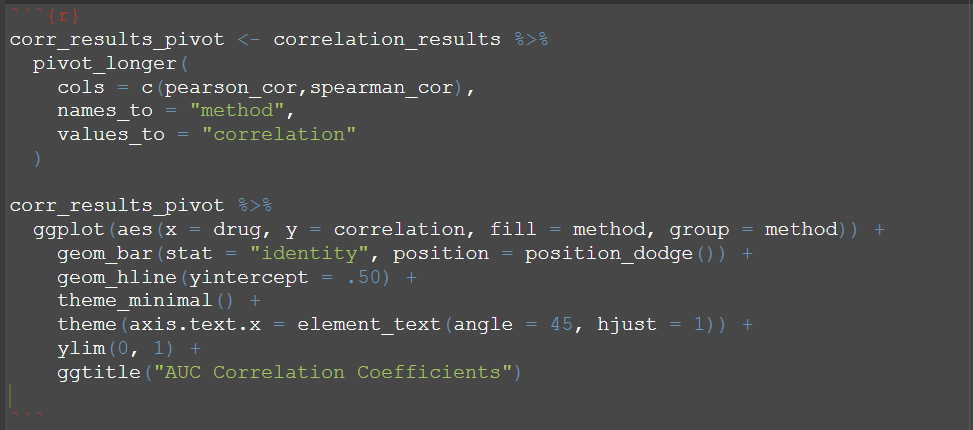 ```{r}
corr_results_pivot <- correlation_results %>%
  pivot_longer(
    cols = c(pearson_cor,spearman_cor),
    names_to = "method",
    values_to = "correlation"
  )

corr_results_pivot %>%
  ggplot(aes(x = drug, y = correlation, fill = method, group = method)) +
    geom_bar(stat = "identity", position = position_dodge()) +
    geom_hline(yintercept = .50) +
    theme_minimal() +
    theme(axis.text.x = element_text(angle = 45, hjust = 1)) +
    ylim(0, 1) +
    ggtitle("AUC Correlation Coefficients")

```